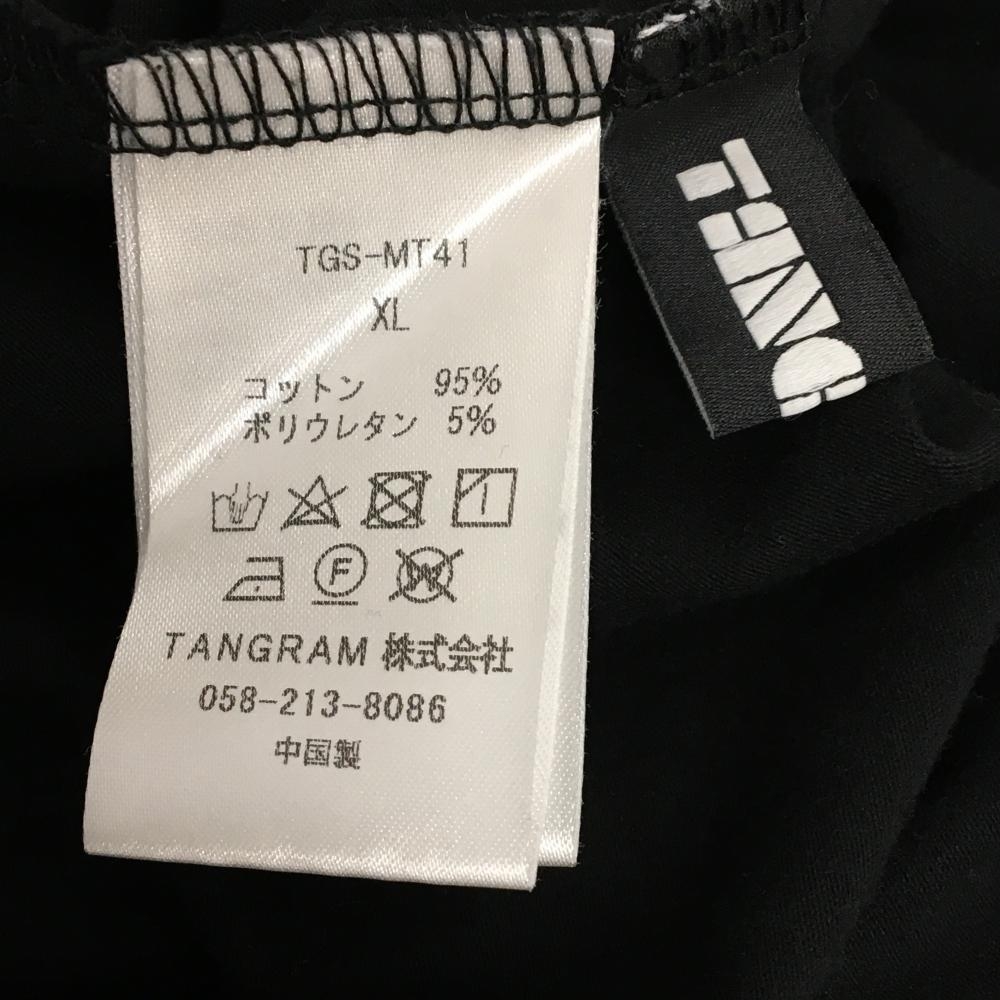 TGS-MT41
XL
コットン 95%
ポリウレタン 5%
F
W
TANGRAM 株式会社
058-213-8086
中国製